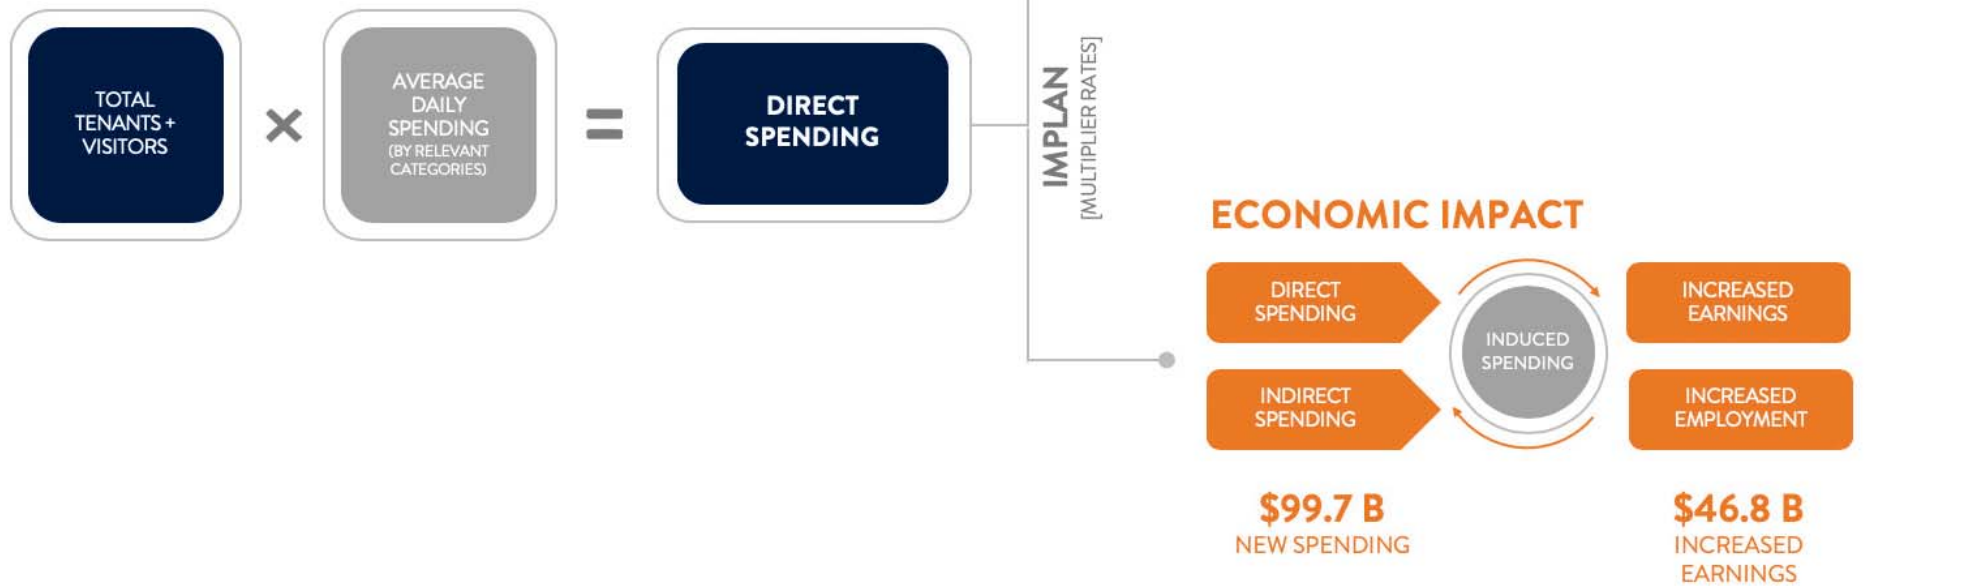 TOTAL
TENANTS +
VISITORS
×
AVERAGE
DAILY
SPENDING
(BY RELEVANT
CATEGORIES)
=
DIRECT
SPENDING
IMPLAN
[MULTIPLIER RATES]
ECONOMIC IMPACT
DIRECT
SPENDING
INDIRECT
SPENDING
INDUCED
SPENDING
INCREASED
EARNINGS
INCREASED
EMPLOYMENT
$99.7 B
NEW SPENDING
$46.8 B
INCREASED
EARNINGS